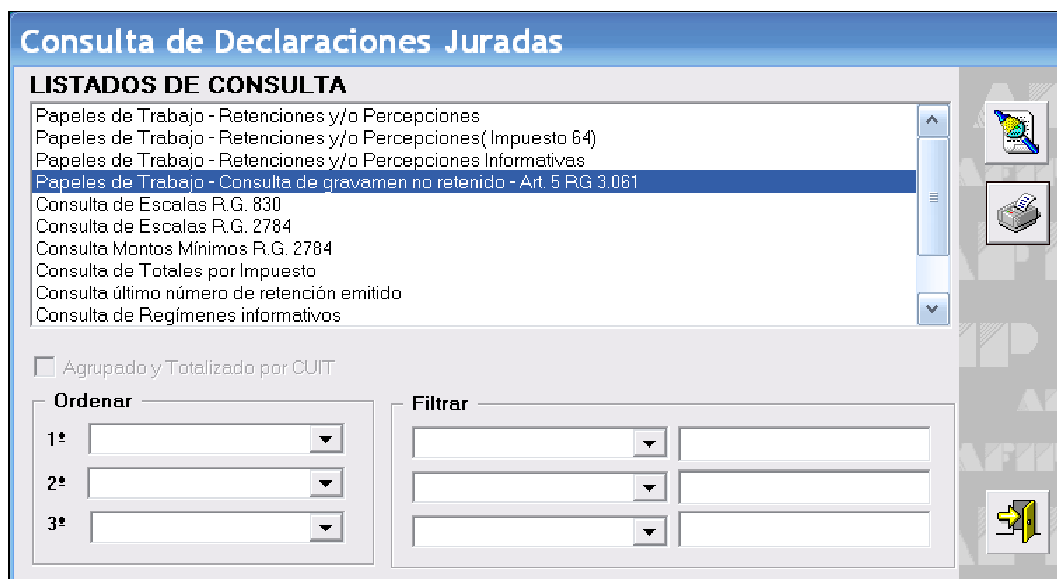 Consulta de Declaraciones Juradas
LISTADOS DE CONSULTA
Papeles de Trabajo - Retenciones y/o Percepciones
Papeles de Trabajo - Retenciones y/o Percepciones( Impuesto 64)
Papeles de Trabajo - Retenciones y/o Percepciones Informativas
Papeles de Trabajo - Consulta de gravamen no retenido - Art. 5 RG 3.061
Consulta de Escalas R.G. 830
Consulta de Escalas R.G. 2784
Consulta Montos Mínimos R.G. 2784
Consulta de Totales por Impuesto
Consulta último número de retención emitido
Consulta de Regímenes informativos
Agrupado y Totalizado por CUIT
Ordenar
Filtrar
1º
2º
3º